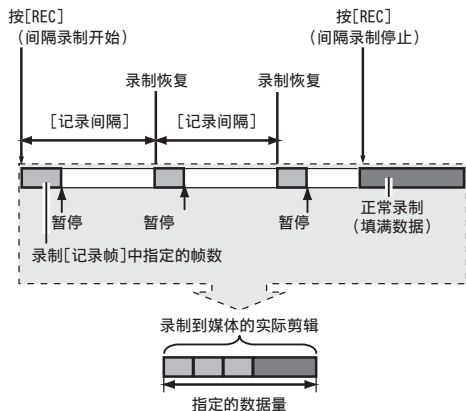 按[REC]
（间隔录制开始）
按[REC]
（间隔录制停止）
录制恢复
录制恢复
[记录间隔]
[记录间隔]
暂停
暂停
暂停
正常录制
（填满数据）
录制[记录帧]中指定的帧数
录制到媒体的实际剪辑
指定的数据量